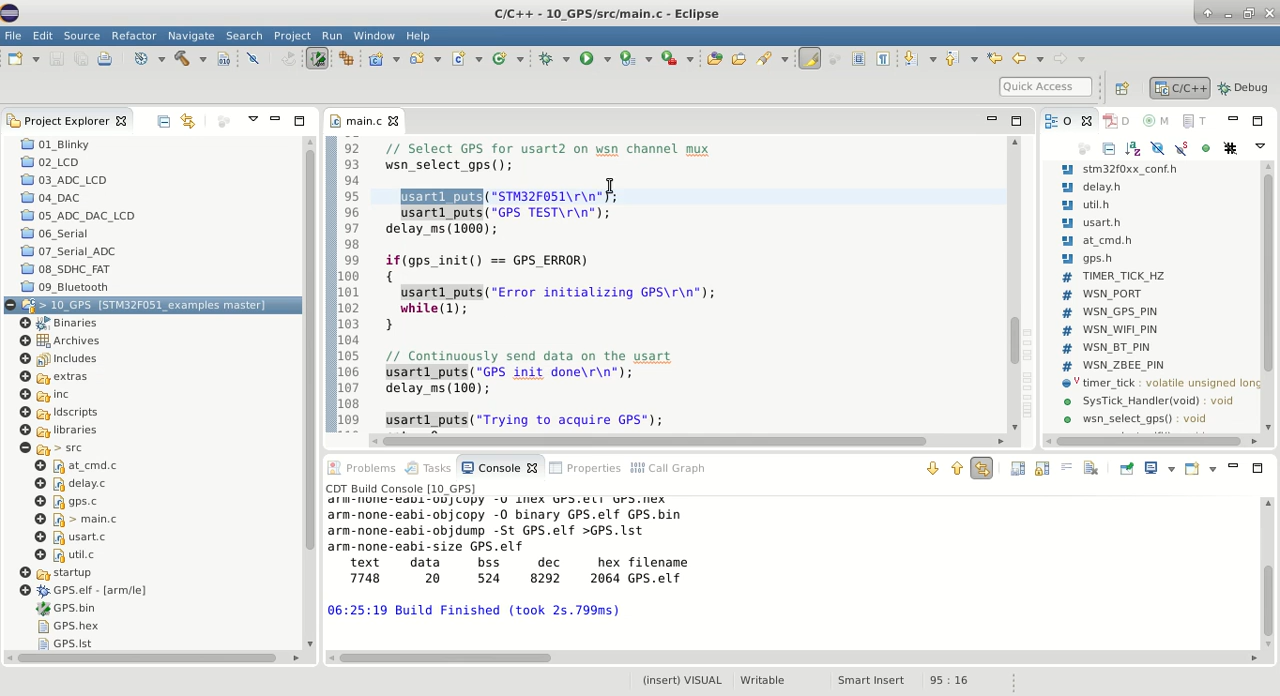 C/C++ - 10_GPS/src/main.c - Eclipse
File Edit Source Refactor Navigate Search Project Run Window Help
Quick Access
C/C++
Debug
Project Explorer
01_Blinky
02_LCD
03_ADC_LCD
04_DAC
05_ADC_DAC_LCD
06_Serial
07_Serial_ADC
08_SDHC_FAT
09_Bluetooth
> 10_GPS [STM32F051_examples master]
Binaries
Archives
Includes
extras
inc
ldscripts
libraries
> src
at_cmd.c
delay.c
gps.c
> main.c
usart.c
util.c
startup
GPS.elf - [arm/le]
GPS.bin
GPS.hex
GPS.lst
main.c
92 // Select GPS for usart2 on wsn channel mux
93 wsn_select_gps();
94
95 usart1_puts("STM32F051\r\n");
96 usart1_puts("GPS TEST\r\n");
97 delay_ms(1000);
98
99 if(gps_init() == GPS_ERROR)
100 {
101 usart1_puts("Error initializing GPS\r\n");
102 while(1);
103 }
104
105 // Continuously send data on the usart
106 usart1_puts("GPS init done\r\n");
107 delay_ms(100);
108
109 usart1_puts("Trying to acquire GPS");
O D M T
stm32f0xx_conf.h
delay.h
util.h
usart.h
at_cmd.h
gps.h
TIMER_TICK_HZ
WSN_PORT
WSN_GPS_PIN
WSN_WIFI_PIN
WSN_BT_PIN
WSN_ZBEE_PIN
timer_tick : volatile unsigned long
SysTick_Handler(void) : void
wsn_select_gps() : void
Problems Tasks Console Properties Call Graph
CDT Build Console [10_GPS]
arm-none-eabi-objcopy -O ihex GPS.elf GPS.hex
arm-none-eabi-objcopy -O binary GPS.elf GPS.bin
arm-none-eabi-objdump -St GPS.elf >GPS.lst
arm-none-eabi-size GPS.elf
text data bss dec hex filename
7748 20 524 8292 2064 GPS.elf
06:25:19 Build Finished (took 2s.799ms)
(insert) VISUAL Writable Smart Insert 95 : 16